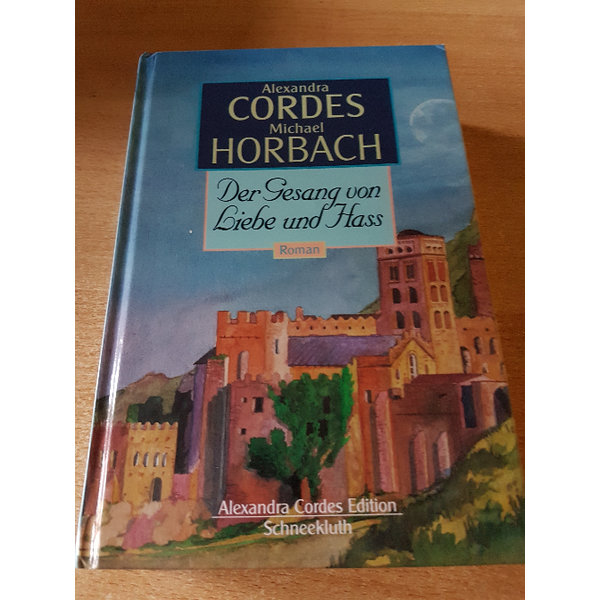 Alexandra
CORDES
Michael
HORBACH
Der Gesang von
Liebe und Hass
Roman
Alexandra Cordes Edition
Schneekluth